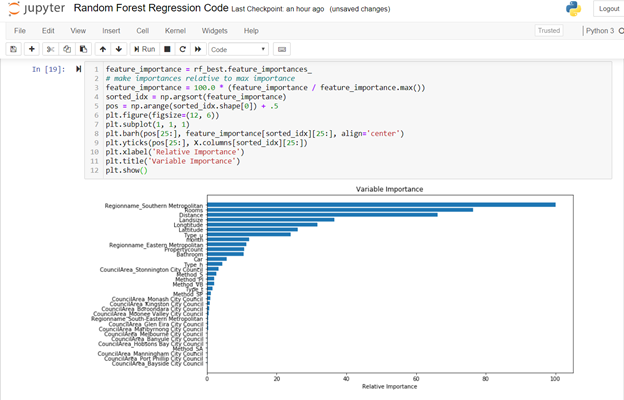 jupyter Random Forest Regression Code Last Checkpoint: an hour ago (unsaved changes) Logout
File Edit View Insert Cell Kernel Widgets Help Trusted Python 3
Run Code
In [19]:
1 feature_importance = rf_best.feature_importances_
2 # make importances relative to max importance
3 feature_importance = 100.0 * (feature_importance / feature_importance.max())
4 sorted_idx = np.argsort(feature_importance)
5 pos = np.arange(sorted_idx.shape[0]) + .5
6 plt.figure(figsize=(12, 6))
7 plt.subplot(1, 1, 1)
8 plt.barh(pos[25:], feature_importance[sorted_idx][25:], align='center')
9 plt.yticks(pos[25:], X.columns[sorted_idx][25:])
10 plt.xlabel('Relative Importance')
11 plt.title('Variable Importance')
12 plt.show()
Variable Importance
Regionname_Southern Metropolitan
Rooms
Distance
Landsize
Longtitude
Lattitude
Type_u
month
Regionname_Eastern Metropolitan
Propertycount
Bathroom
Car
Type_h
CouncilArea_Stonnington City Council
Method_S
Method_PI
Method_VB
Type_t
Method_SP
CouncilArea_Monash City Council
CouncilArea_Kingston City Council
CouncilArea_Boroondara City Council
CouncilArea_Moonee Valley City Council
Regionname_South-Eastern Metropolitan
CouncilArea_Glen Eira City Council
CouncilArea_Maribyrnong City Council
CouncilArea_Melbourne City Council
CouncilArea_Banyule City Council
CouncilArea_Hobsons Bay City Council
Method_SA
CouncilArea_Manningham City Council
CouncilArea_Port Phillip City Council
CouncilArea_Bayside City Council
0 20 40 60 80 100
Relative Importance